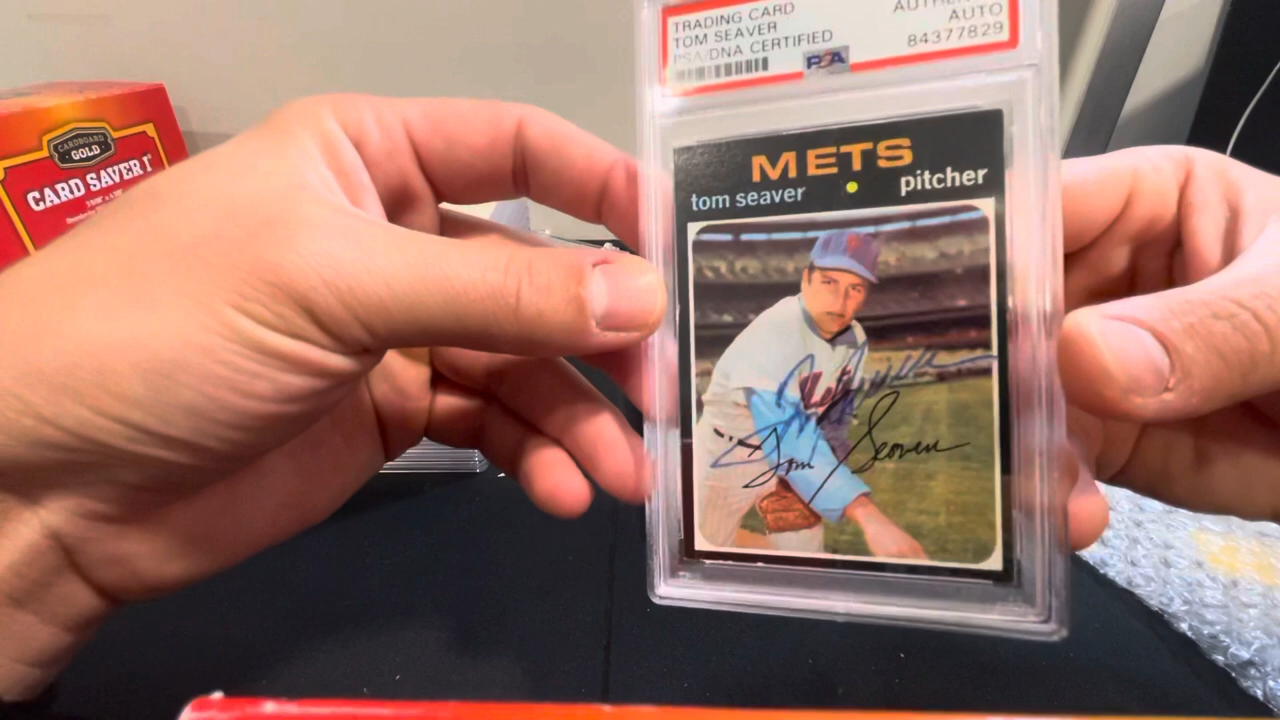 TRADING CARD
TOM SEAVER
PSA/DNA CERTIFIED
AUTO
84377829
PSA
CARDBOARD
GOLD
CARD SAVER I
METS
tom seaver
pitcher
Mets
Tom Seaver